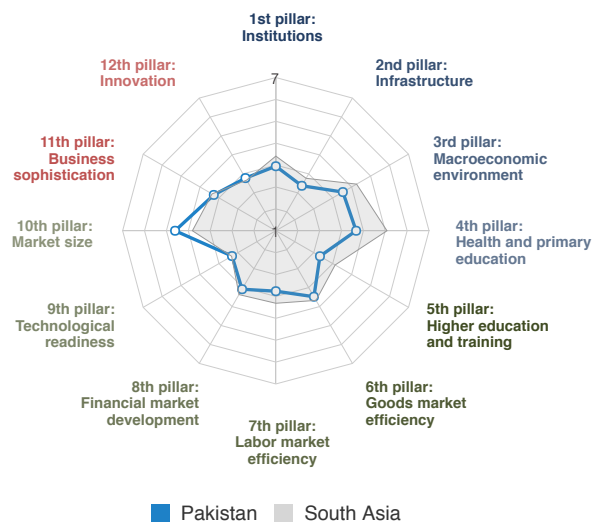 1st pillar:
Institutions
2nd pillar:
Infrastructure
3rd pillar:
Macroeconomic
environment
4th pillar:
Health and primary
education
5th pillar:
Higher education
and training
6th pillar:
Goods market
efficiency
7th pillar:
Labor market
efficiency
8th pillar:
Financial market
development
9th pillar:
Technological
readiness
10th pillar:
Market size
11th pillar:
Business
sophistication
12th pillar:
Innovation
7
1
Pakistan
South Asia